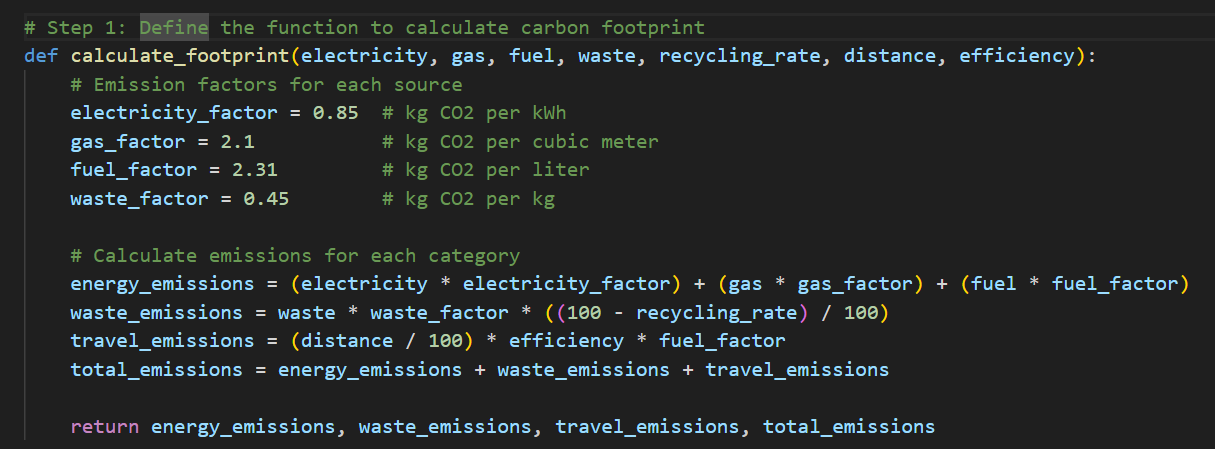 # Step 1: Define the function to calculate carbon footprint
def calculate_footprint(electricity, gas, fuel, waste, recycling_rate, distance, efficiency):
    # Emission factors for each source
    electricity_factor = 0.85  # kg CO2 per kWh
    gas_factor = 2.1           # kg CO2 per cubic meter
    fuel_factor = 2.31         # kg CO2 per liter
    waste_factor = 0.45        # kg CO2 per kg

    # Calculate emissions for each category
    energy_emissions = (electricity * electricity_factor) + (gas * gas_factor) + (fuel * fuel_factor)
    waste_emissions = waste * waste_factor * ((100 - recycling_rate) / 100)
    travel_emissions = (distance / 100) * efficiency * fuel_factor
    total_emissions = energy_emissions + waste_emissions + travel_emissions

    return energy_emissions, waste_emissions, travel_emissions, total_emissions